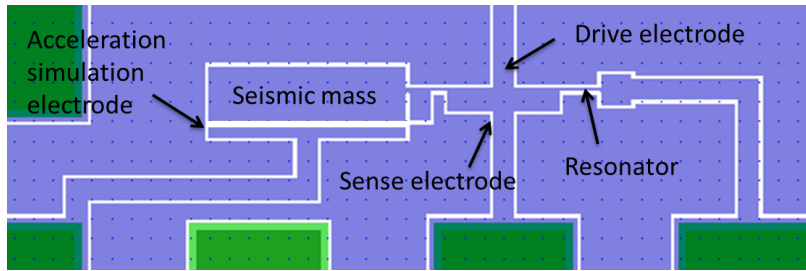 Acceleration
simulation
electrode
Seismic mass
Drive electrode
Sense electrode
Resonator